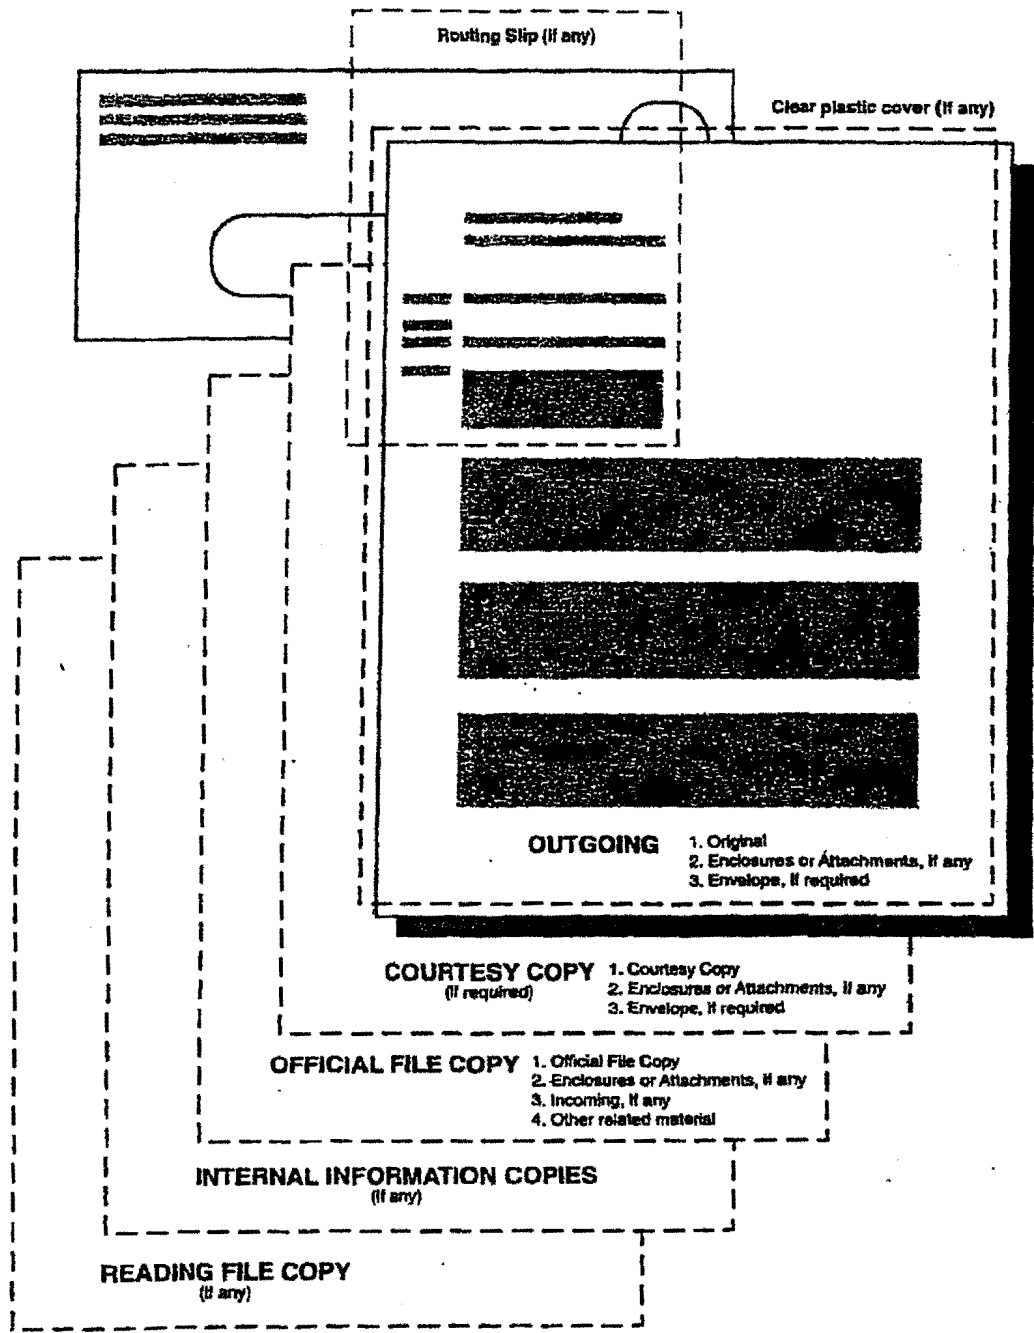 Routing Slip (if any)
Clear plastic cover (if any)
OUTGOING
1. Original
2. Enclosures or Attachments, if any
3. Envelope, if required
COURTESY COPY
(if required)
1. Courtesy Copy
2. Enclosures or Attachments, if any
3. Envelope, if required
OFFICIAL FILE COPY
1. Official File Copy
2. Enclosures or Attachments, if any
3. Incoming, if any
4. Other related material
INTERNAL INFORMATION COPIES
(if any)
READING FILE COPY
(if any)